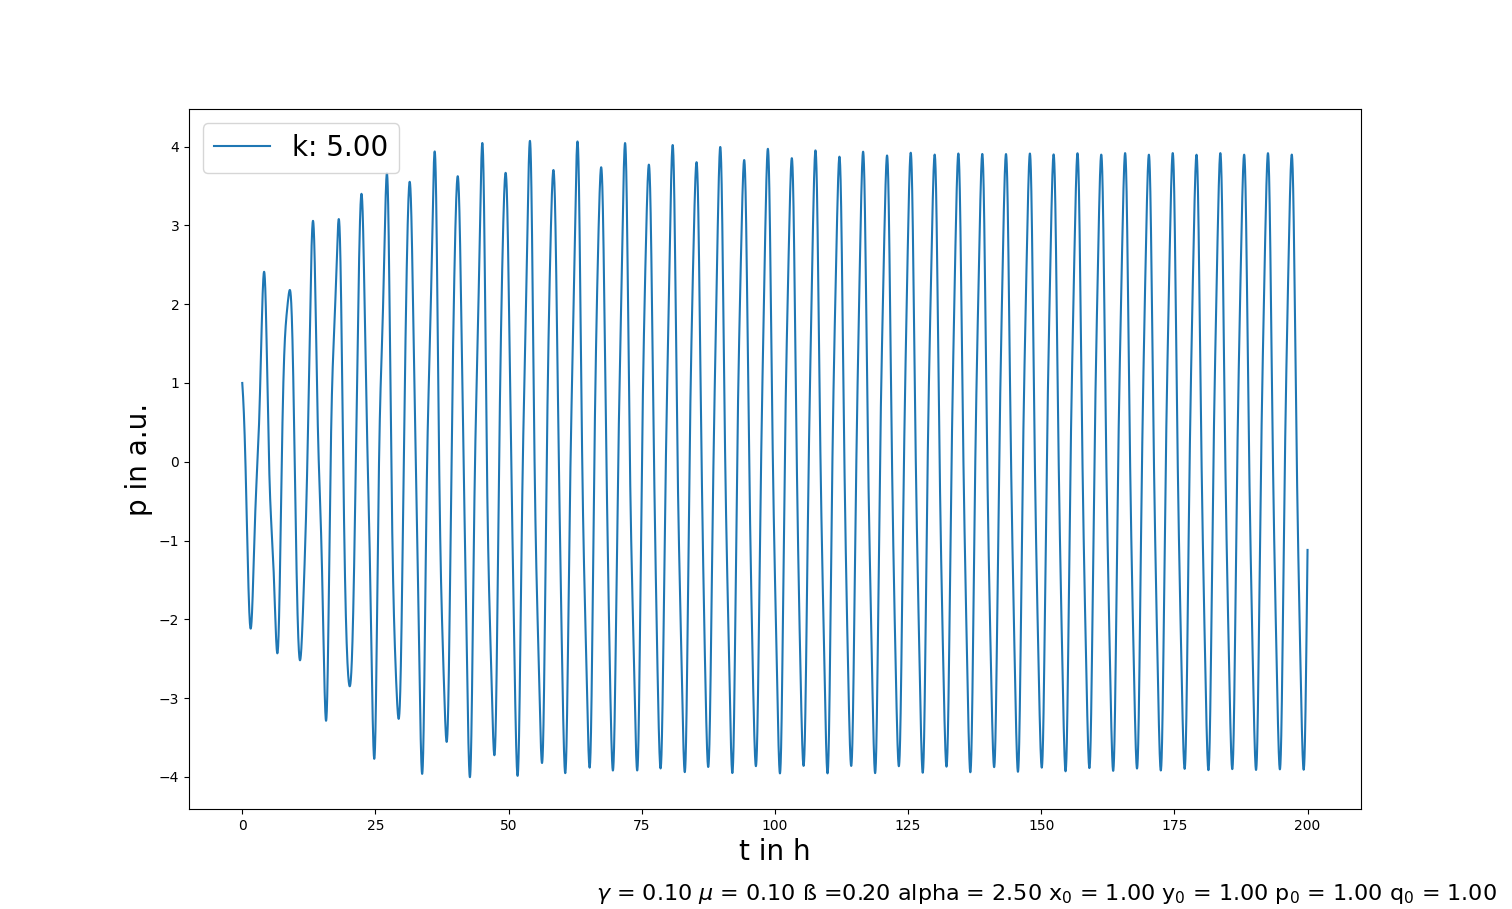 k: 5.00
4
3
2
1
0
−1
−2
−3
−4
p in a.u.
0 25 50 75 100 125 150 175 200
t in h
γ = 0.10 μ = 0.10 ß =0.20 alpha = 2.50 x₀ = 1.00 y₀ = 1.00 p₀ = 1.00 q₀ = 1.00